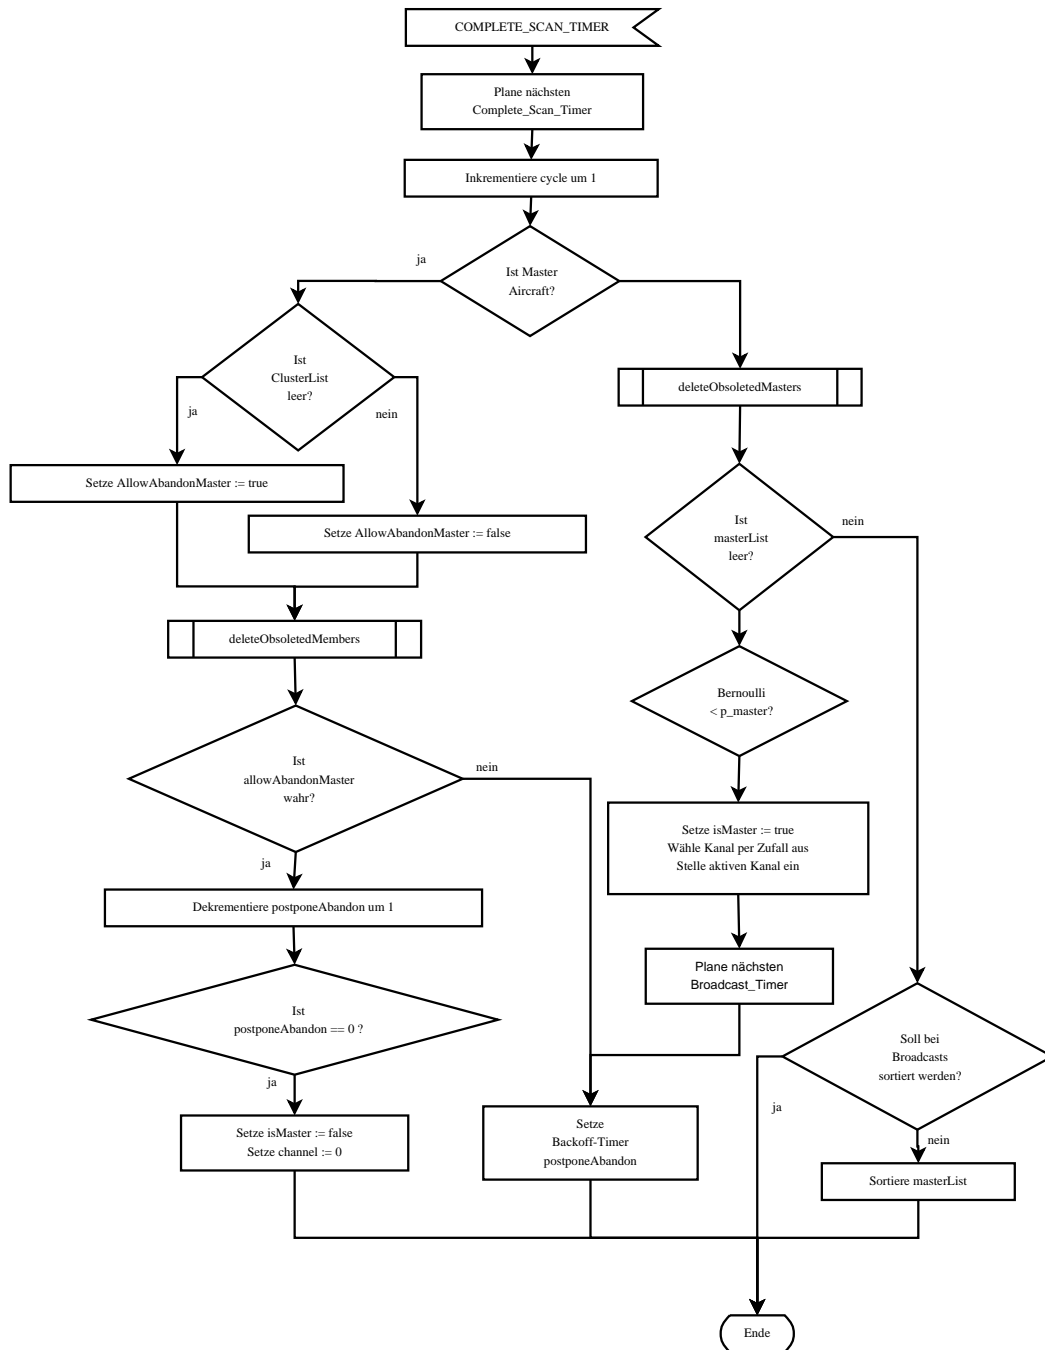 COMPLETE_SCAN_TIMER
Plane nächsten
Complete_Scan_Timer
Inkrementiere cycle um 1
Ist Master
Aircraft?
ja
Ist
ClusterList
leer?
ja
nein
Setze AllowAbandonMaster := true
Setze AllowAbandonMaster := false
deleteObsoletedMembers
Ist
allowAbandonMaster
wahr?
nein
ja
Dekrementiere postponeAbandon um 1
Ist
postponeAbandon == 0 ?
ja
Setze isMaster := false
Setze channel := 0
deleteObsoletedMasters
Ist
masterList
leer?
nein
Bernoulli
< p_master?
Setze isMaster := true
Wähle Kanal per Zufall aus
Stelle aktiven Kanal ein
Plane nächsten
Broadcast_Timer
Setze
Backoff-Timer
postponeAbandon
Soll bei
Broadcasts
sortiert werden?
ja
nein
Sortiere masterList
Ende